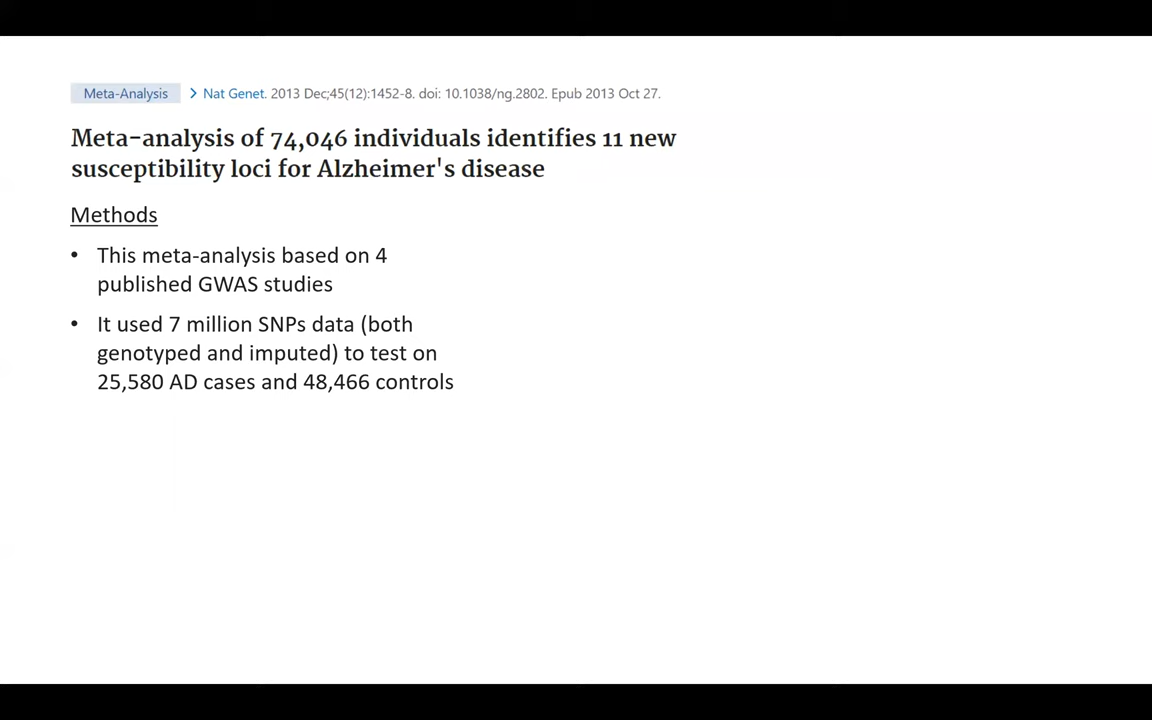 Meta-Analysis > Nat Genet. 2013 Dec;45(12):1452-8. doi: 10.1038/ng.2802. Epub 2013 Oct 27.
Meta-analysis of 74,046 individuals identifies 11 new
susceptibility loci for Alzheimer's disease
Methods
• This meta-analysis based on 4
published GWAS studies
• It used 7 million SNPs data (both
genotyped and imputed) to test on
25,580 AD cases and 48,466 controls